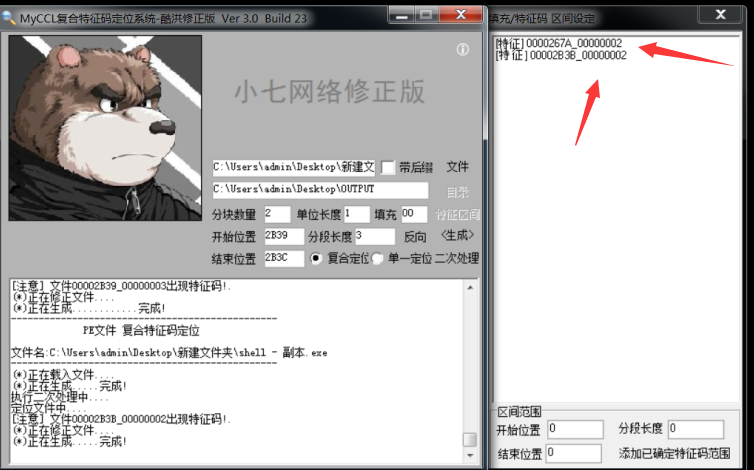 MyCCL复合特征码定位系统-酷洪修正版 Ver 3.0 Build 23
小七网络修正版
C:\Users\admin\Desktop\新建文 带后缀 文件
C:\Users\admin\Desktop\OUTPUT 目录
分块数量 2 单位长度 1 填充 00 特征区间
开始位置 2B39 分段长度 3 反向 <生成>
结束位置 2B3C 复合定位 单一定位 二次处理
[注意] 文件00002B39_00000003出现特征码!.
(*)正在修正文件....
(*)正在生成............完成!
--------------------------------------------------
PE文件 复合特征码定位
文件名:C:\Users\admin\Desktop\新建文件夹\shell - 副本.exe
--------------------------------------------------
(*)正在载入文件....
(*)正在生成.....完成!
执行二次处理中....
定位文件中....
[注意] 文件00002B3B_00000002出现特征码!.
(*)正在修正文件....
(*)正在生成.....完成!
填充/特征码 区间设定
[特征]0000267A_00000002
[特征]00002B3B_00000002
区间范围
开始位置 0 分段长度 0
结束位置 0 添加已确定特征码范围